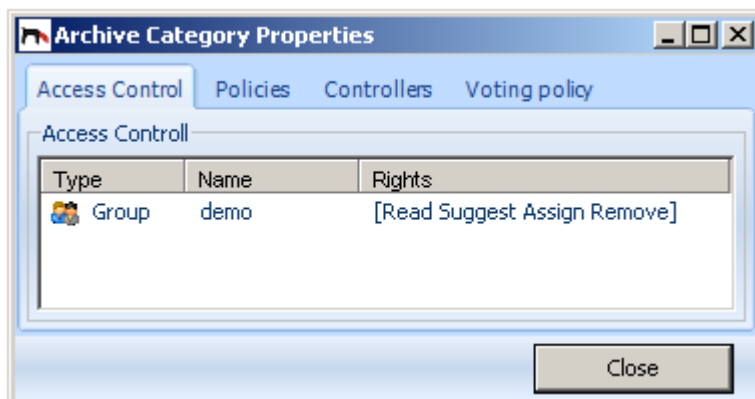 Archive Category Properties
Access Control Policies Controllers Voting policy
Access Controll
Type Name Rights
Group demo [Read Suggest Assign Remove]
Close